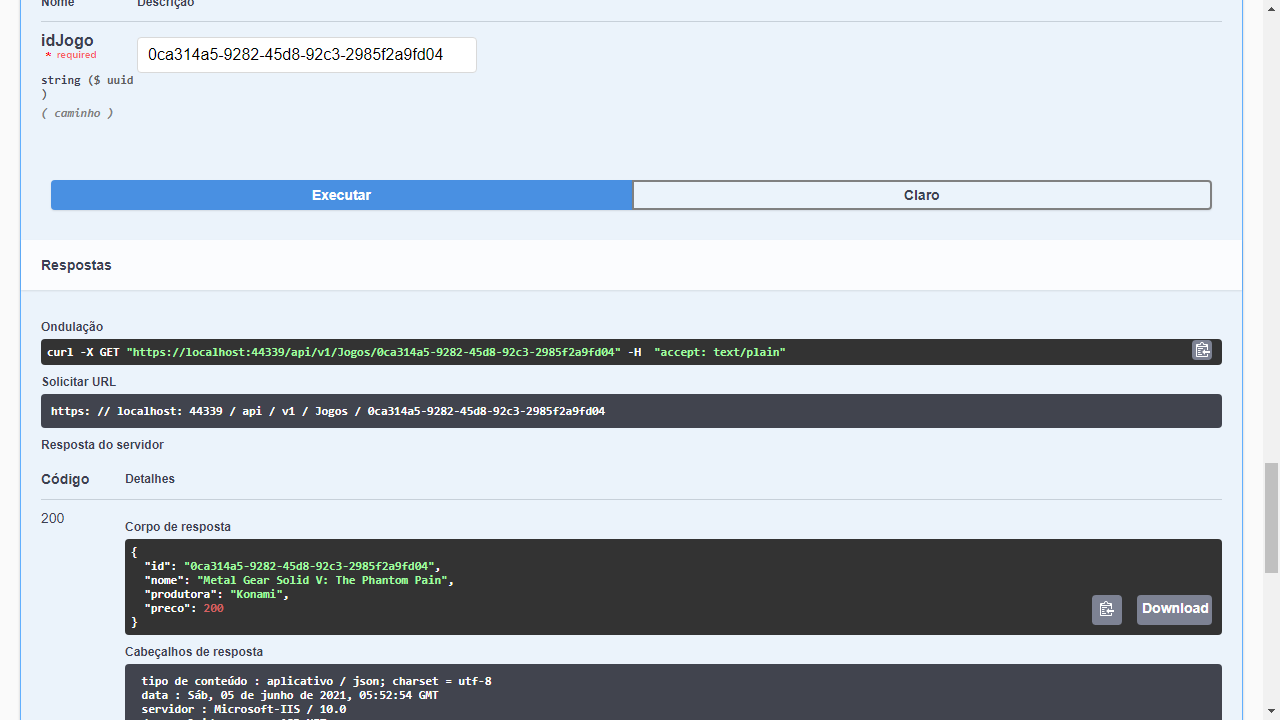 Nome Descrição
idJogo
* required
0ca314a5-9282-45d8-92c3-2985f2a9fd04
string ($ uuid
)
( caminho )
Executar Claro
Respostas
Ondulação
curl -X GET "https://localhost:44339/api/v1/Jogos/0ca314a5-9282-45d8-92c3-2985f2a9fd04" -H  "accept: text/plain"
Solicitar URL
https: // localhost: 44339 / api / v1 / Jogos / 0ca314a5-9282-45d8-92c3-2985f2a9fd04
Resposta do servidor
Código Detalhes
200
Corpo de resposta
{
"id": "0ca314a5-9282-45d8-92c3-2985f2a9fd04",
"nome": "Metal Gear Solid V: The Phantom Pain",
"produtora": "Konami",
"preco": 200
}
Download
Cabeçalhos de resposta
tipo de conteúdo : aplicativo / json; charset = utf-8
data : Sáb, 05 de junho de 2021, 05:52:54 GMT
servidor : Microsoft-IIS / 10.0